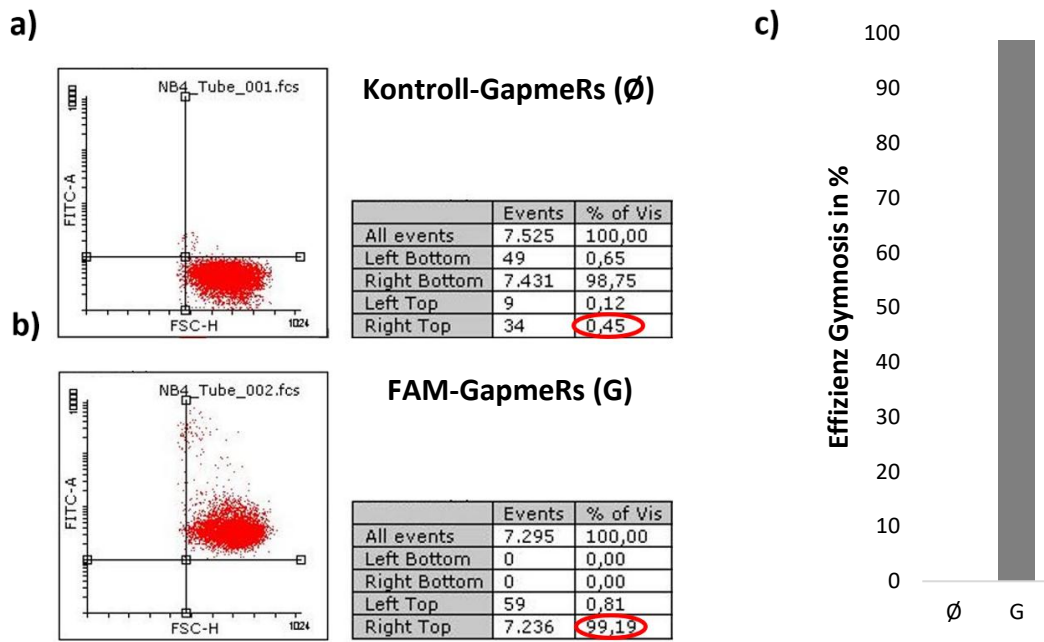 a)
NB4_Tube_001.fcs
FITC-A
FSC-H
1024
Kontroll-GapmeRs (Ø)
Events % of Vis
All events 7.525 100,00
Left Bottom 49 0,65
Right Bottom 7.431 98,75
Left Top 9 0,12
Right Top 34 0,45
b)
NB4_Tube_002.fcs
FITC-A
FSC-H
1024
FAM-GapmeRs (G)
Events % of Vis
All events 7.295 100,00
Left Bottom 0 0,00
Right Bottom 0 0,00
Left Top 59 0,81
Right Top 7.236 99,19
c)
Effizienz Gymnosis in %
100
90
80
70
60
50
40
30
20
10
0
Ø G